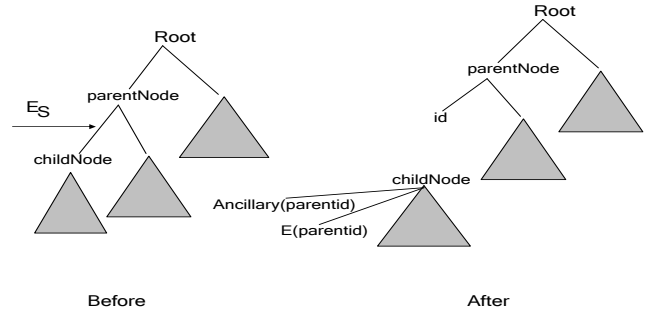 Root
parentNode
E_S
childNode
Before
Root
parentNode
id
childNode
Ancillary(parentid)
E(parentid)
After